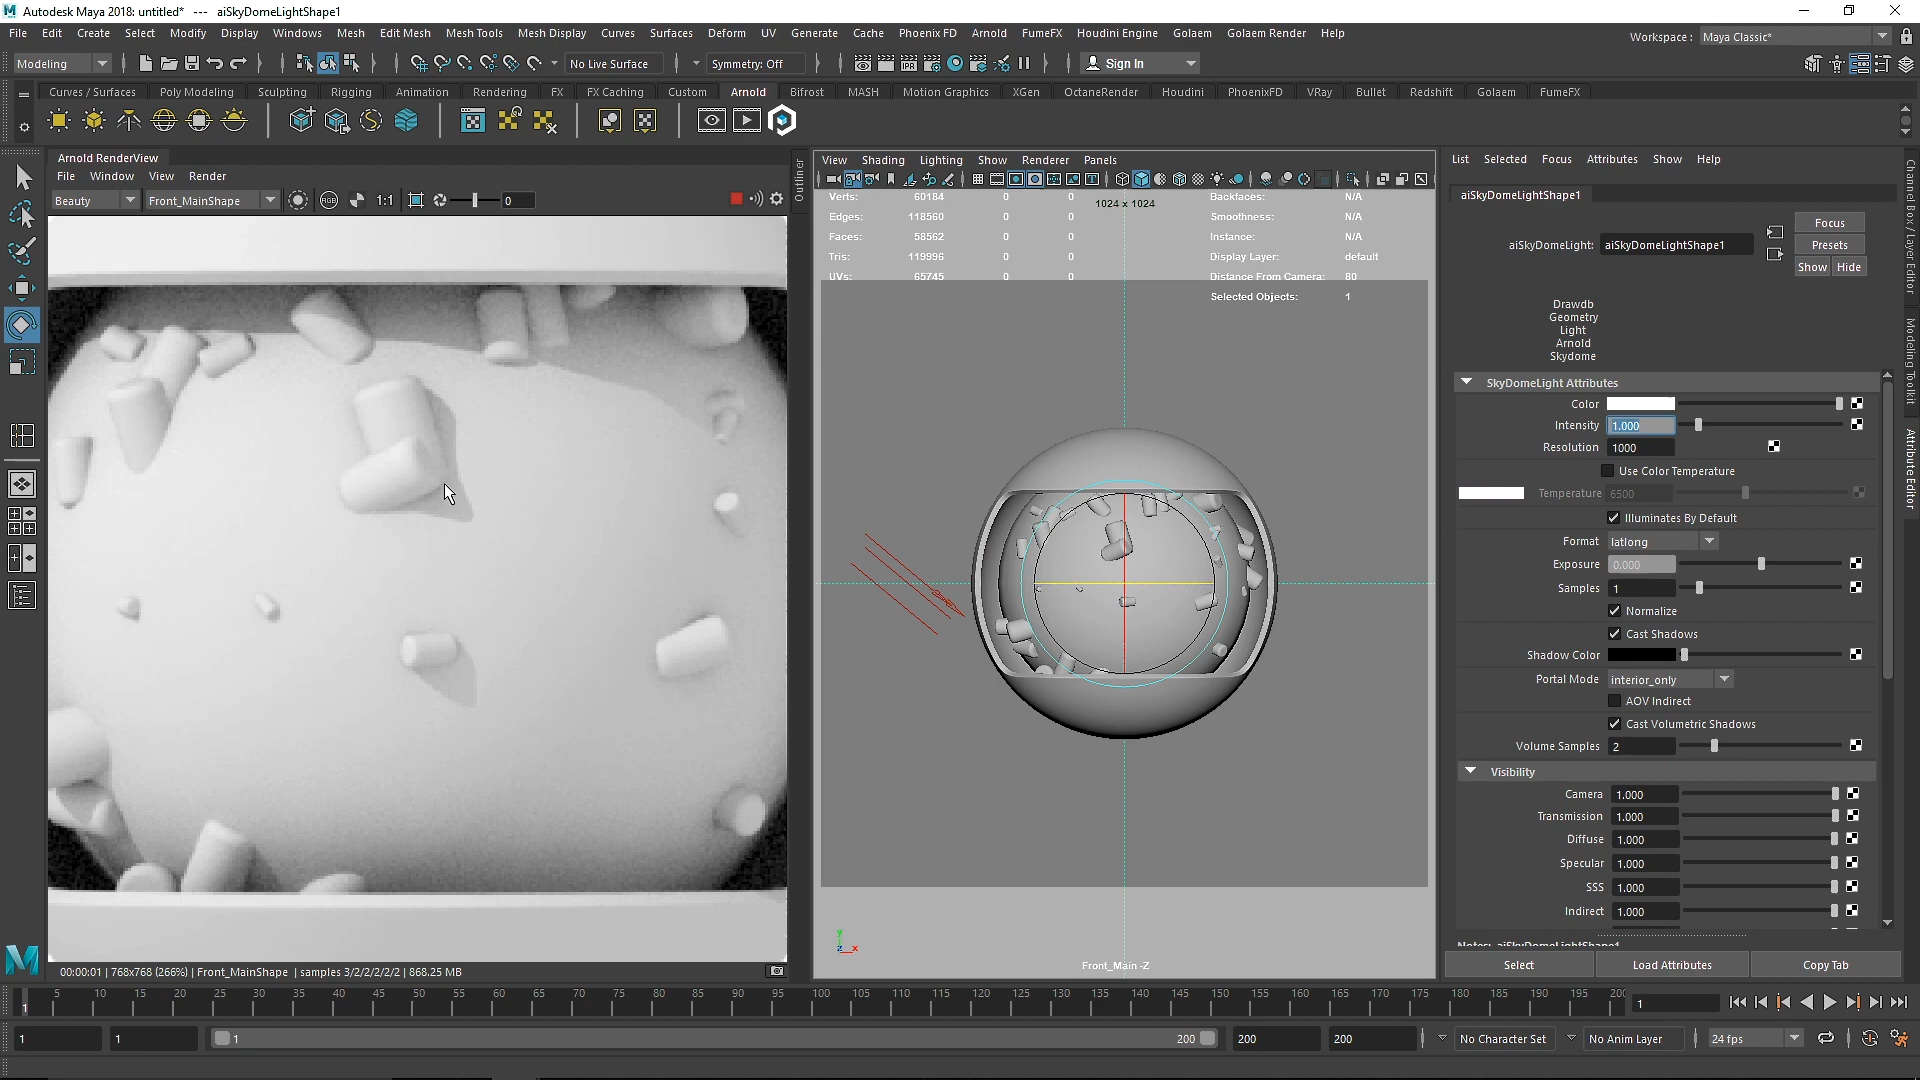 Autodesk Maya 2018: untitled*   ---   aiSkyDomeLightShape1
File Edit Create Select Modify Display Windows Mesh Edit Mesh Mesh Tools Mesh Display Curves Surfaces Deform UV Generate Cache Phoenix FD Arnold FumeFX Houdini Engine Golaem Golaem Render Help
Workspace : Maya Classic*
Modeling No Live Surface Symmetry: Off Sign In
Curves / Surfaces Poly Modeling Sculpting Rigging Animation Rendering FX FX Caching Custom Arnold Bifrost MASH Motion Graphics XGen OctaneRender Houdini PhoenixFD VRay Bullet Redshift Golaem FumeFX
Arnold RenderView
File Window View Render
Beauty Front_MainShape RGB 1:1 0
00:00:01 | 768x768 (266%) | Front_MainShape | samples 3/2/2/2/2/2 | 868.25 MB
Outliner
View Shading Lighting Show Renderer Panels
Verts: 60184 0 0
Edges: 118560 0 0
Faces: 58562 0 0
Tris: 119996 0 0
UVs: 65745 0 0
1024 x 1024
Backfaces: N/A
Smoothness: N/A
Instance: N/A
Display Layer: default
Distance From Camera: 80
Selected Objects: 1
y
z x
Front_Main -Z
List Selected Focus Attributes Show Help
aiSkyDomeLightShape1
aiSkyDomeLight: aiSkyDomeLightShape1
Focus
Presets
Show Hide
Drawdb
Geometry
Light
Arnold
Skydome
SkyDomeLight Attributes
Color
Intensity 1.000
Resolution 1000
Use Color Temperature
Temperature 6500
Illuminates By Default
Format latlong
Exposure 0.000
Samples 1
Normalize
Cast Shadows
Shadow Color
Portal Mode interior_only
AOV Indirect
Cast Volumetric Shadows
Volume Samples 2
Visibility
Camera 1.000
Transmission 1.000
Diffuse 1.000
Specular 1.000
SSS 1.000
Indirect 1.000
Notes: aiSkyDomeLightShape1
Select Load Attributes Copy Tab
Channel Box / Layer Editor
Modeling Toolkit
Attribute Editor
1 5 10 15 20 25 30 35 40 45 50 55 60 65 70 75 80 85 90 95 100 105 110 115 120 125 130 135 140 145 150 155 160 165 170 175 180 185 190 195 200 1
1 1 1 200 200 200 No Character Set No Anim Layer 24 fps